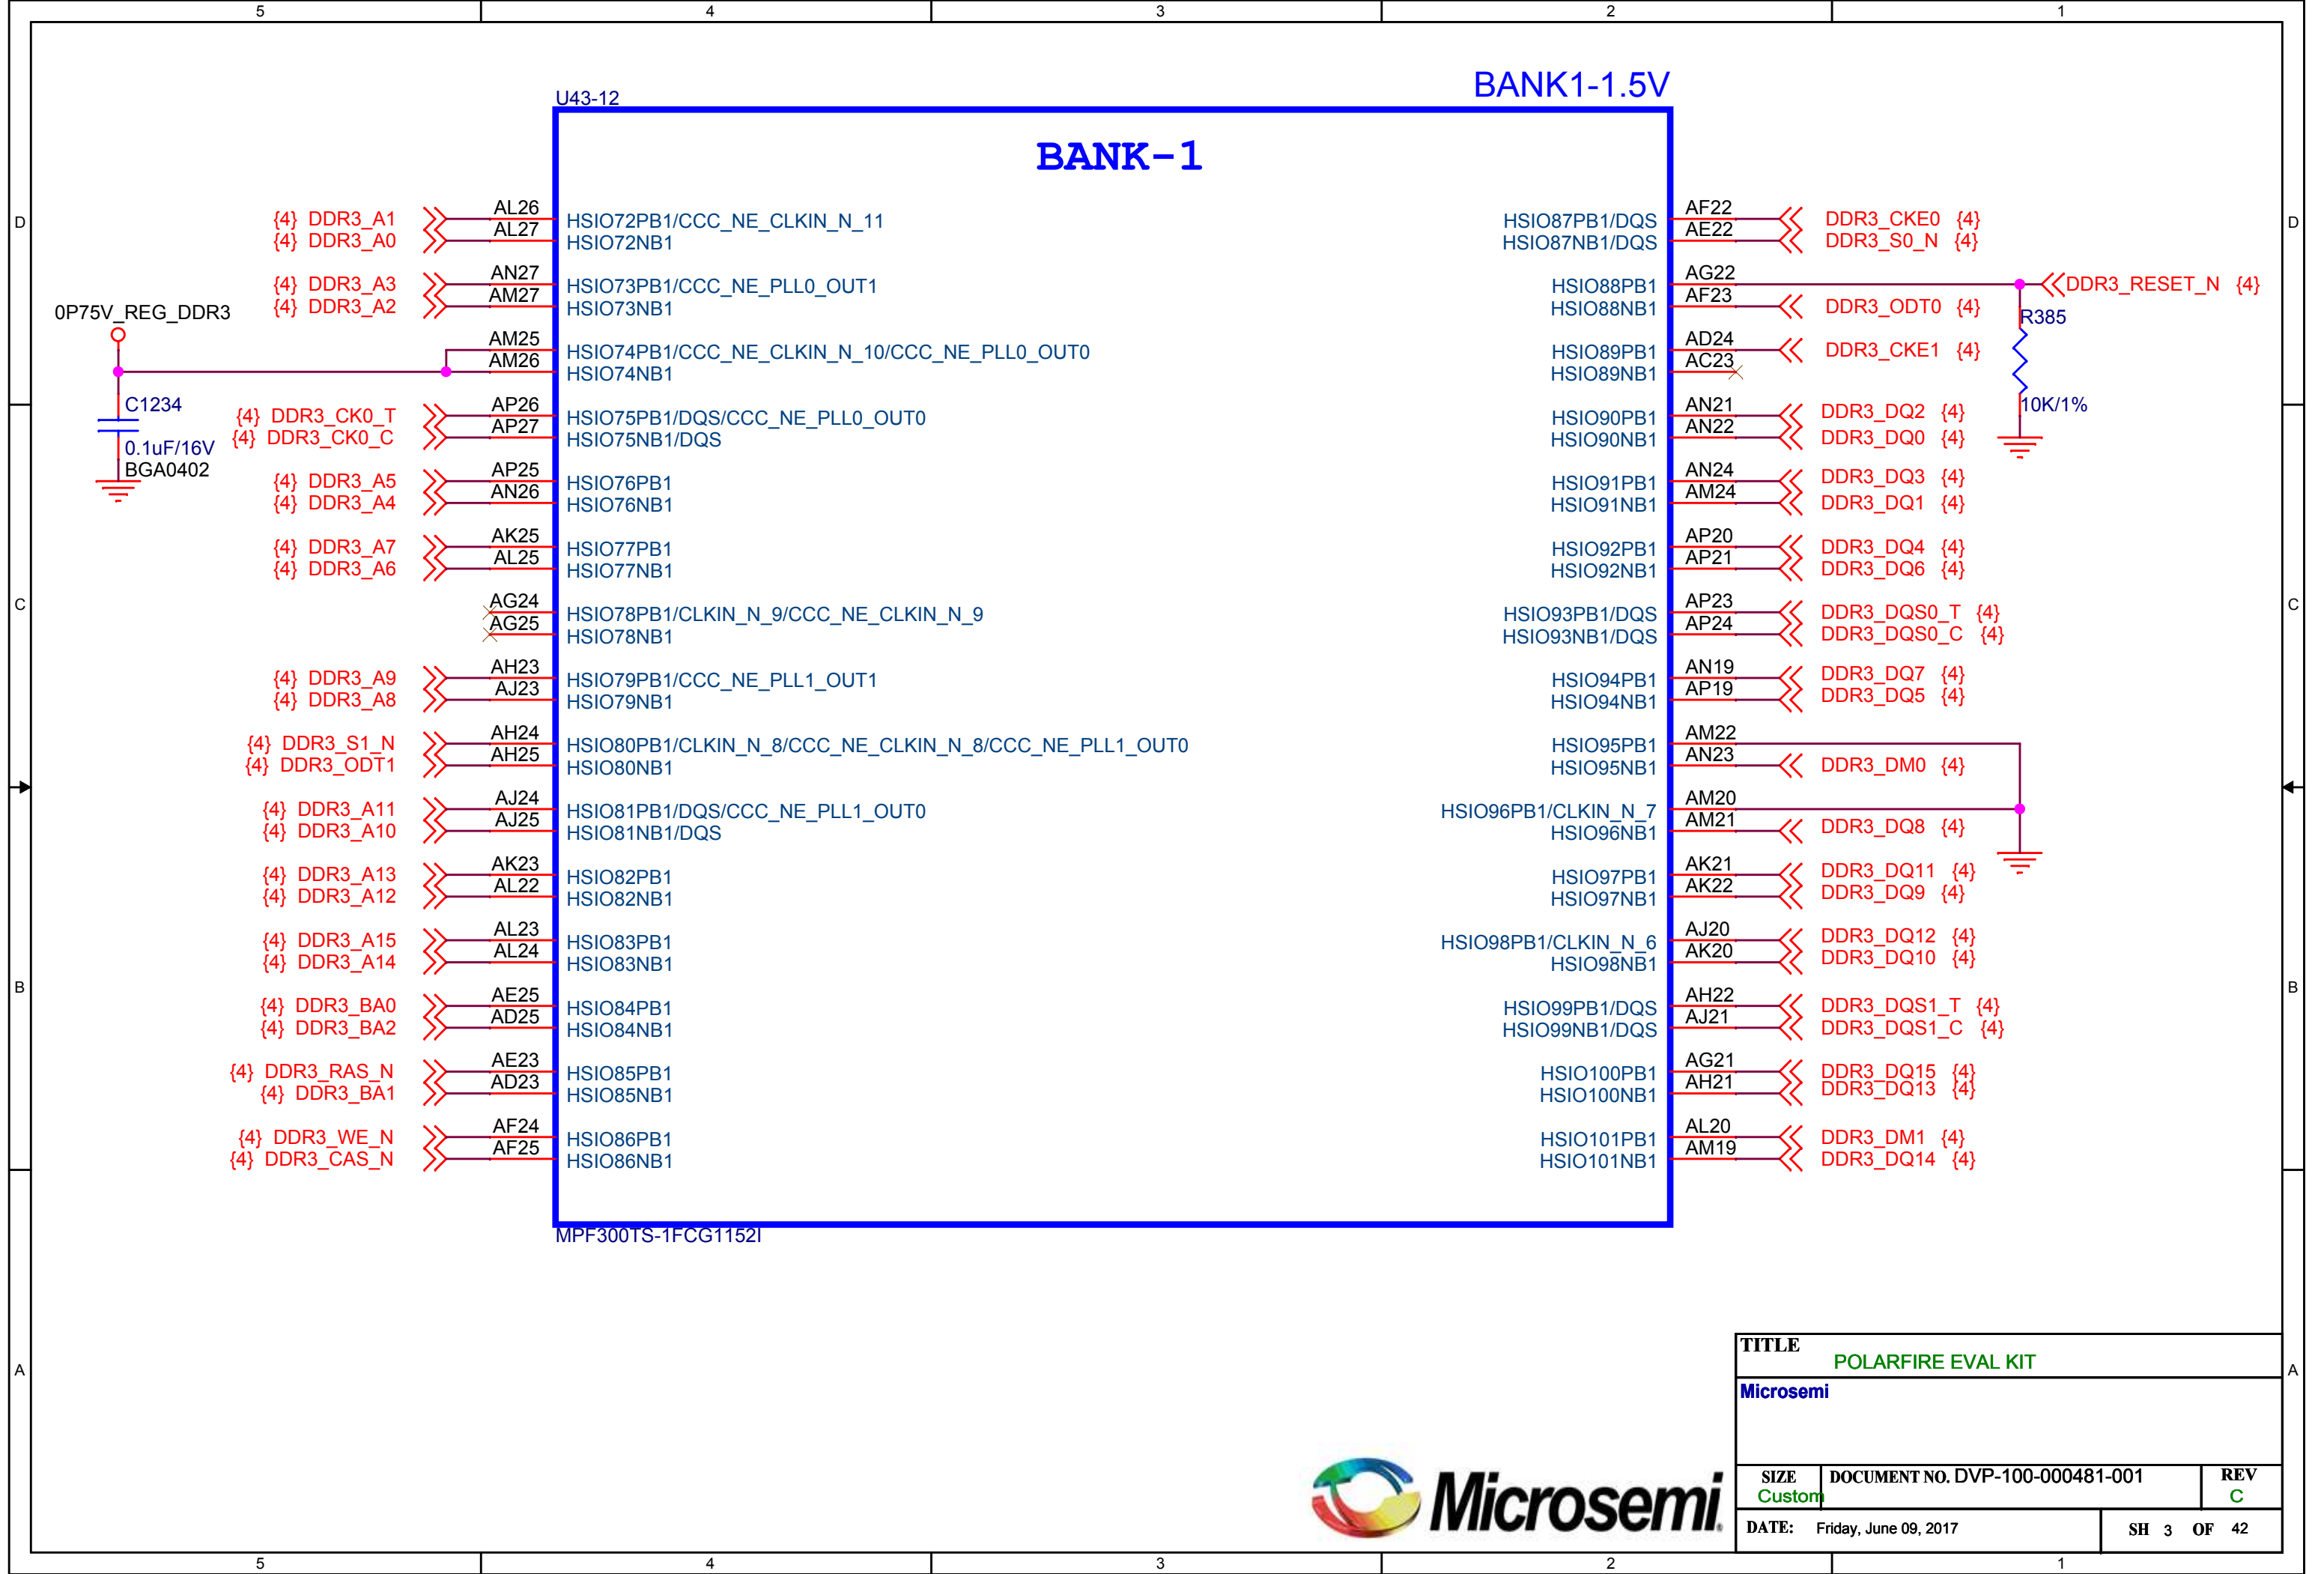 5 4 3 2 1
BANK1-1.5V
U43-12
BANK-1
D D
{4} DDR3_A1 AL26 HSIO72PB1/CCC_NE_CLKIN_N_11 HSIO87PB1/DQS AF22 DDR3_CKE0 {4}
{4} DDR3_A0 AL27 HSIO72NB1 HSIO87NB1/DQS AE22 DDR3_S0_N {4}
{4} DDR3_A3 AN27 HSIO73PB1/CCC_NE_PLL0_OUT1 HSIO88PB1 AG22 DDR3_RESET_N {4}
{4} DDR3_A2 AM27 HSIO73NB1 HSIO88NB1 AF23 DDR3_ODT0 {4}
0P75V_REG_DDR3 R385
AM25 HSIO74PB1/CCC_NE_CLKIN_N_10/CCC_NE_PLL0_OUT0 HSIO89PB1 AD24 DDR3_CKE1 {4}
AM26 HSIO74NB1 HSIO89NB1 AC23
C1234 10K/1%
{4} DDR3_CK0_T AP26 HSIO75PB1/DQS/CCC_NE_PLL0_OUT0 HSIO90PB1 AN21 DDR3_DQ2 {4}
{4} DDR3_CK0_C AP27 HSIO75NB1/DQS HSIO90NB1 AN22 DDR3_DQ0 {4}
0.1uF/16V
BGA0402
{4} DDR3_A5 AP25 HSIO76PB1 HSIO91PB1 AN24 DDR3_DQ3 {4}
{4} DDR3_A4 AN26 HSIO76NB1 HSIO91NB1 AM24 DDR3_DQ1 {4}
{4} DDR3_A7 AK25 HSIO77PB1 HSIO92PB1 AP20 DDR3_DQ4 {4}
{4} DDR3_A6 AL25 HSIO77NB1 HSIO92NB1 AP21 DDR3_DQ6 {4}
C C
AG24 HSIO78PB1/CLKIN_N_9/CCC_NE_CLKIN_N_9 HSIO93PB1/DQS AP23 DDR3_DQS0_T {4}
AG25 HSIO78NB1 HSIO93NB1/DQS AP24 DDR3_DQS0_C {4}
{4} DDR3_A9 AH23 HSIO79PB1/CCC_NE_PLL1_OUT1 HSIO94PB1 AN19 DDR3_DQ7 {4}
{4} DDR3_A8 AJ23 HSIO79NB1 HSIO94NB1 AP19 DDR3_DQ5 {4}
{4} DDR3_S1_N AH24 HSIO80PB1/CLKIN_N_8/CCC_NE_CLKIN_N_8/CCC_NE_PLL1_OUT0 HSIO95PB1 AM22
{4} DDR3_ODT1 AH25 HSIO80NB1 HSIO95NB1 AN23 DDR3_DM0 {4}
{4} DDR3_A11 AJ24 HSIO81PB1/DQS/CCC_NE_PLL1_OUT0 HSIO96PB1/CLKIN_N_7 AM20
{4} DDR3_A10 AJ25 HSIO81NB1/DQS HSIO96NB1 AM21 DDR3_DQ8 {4}
{4} DDR3_A13 AK23 HSIO82PB1 HSIO97PB1 AK21 DDR3_DQ11 {4}
{4} DDR3_A12 AL22 HSIO82NB1 HSIO97NB1 AK22 DDR3_DQ9 {4}
{4} DDR3_A15 AL23 HSIO83PB1 HSIO98PB1/CLKIN_N_6 AJ20 DDR3_DQ12 {4}
{4} DDR3_A14 AL24 HSIO83NB1 HSIO98NB1 AK20 DDR3_DQ10 {4}
B B
{4} DDR3_BA0 AE25 HSIO84PB1 HSIO99PB1/DQS AH22 DDR3_DQS1_T {4}
{4} DDR3_BA2 AD25 HSIO84NB1 HSIO99NB1/DQS AJ21 DDR3_DQS1_C {4}
{4} DDR3_RAS_N AE23 HSIO85PB1 HSIO100PB1 AG21 DDR3_DQ15 {4}
{4} DDR3_BA1 AD23 HSIO85NB1 HSIO100NB1 AH21 DDR3_DQ13 {4}
{4} DDR3_WE_N AF24 HSIO86PB1 HSIO101PB1 AL20 DDR3_DM1 {4}
{4} DDR3_CAS_N AF25 HSIO86NB1 HSIO101NB1 AM19 DDR3_DQ14 {4}
MPF300TS-1FCG1152I
A A
TITLE
POLARFIRE EVAL KIT
Microsemi
Microsemi
SIZE DOCUMENT NO. DVP-100-000481-001 REV
Custom C
DATE: Friday, June 09, 2017 SH 3 OF 42
5 4 3 2 1